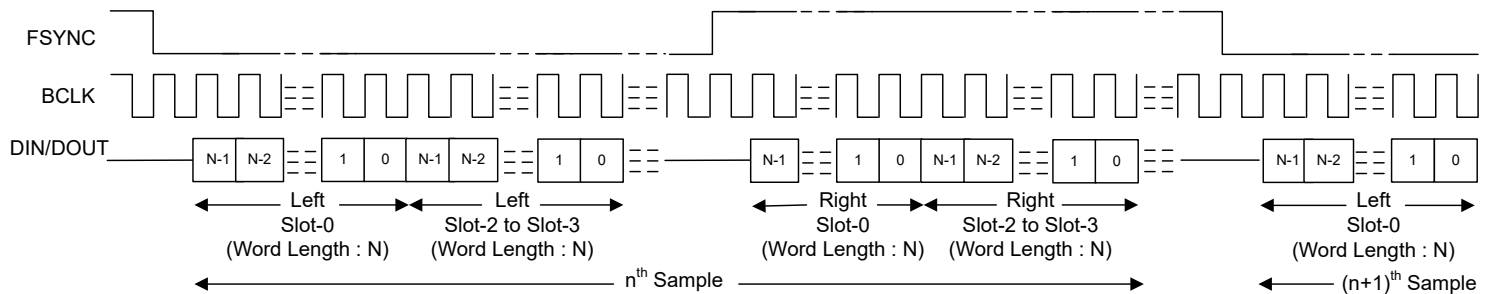 FSYNC
BCLK
DIN/DOUT
N-1 N-2 1 0 N-1 N-2 1 0 N-1 1 0 N-1 N-2 1 0 N-1 N-2 1 0
Left Left Right Right Left
Slot-0 Slot-2 to Slot-3 Slot-0 Slot-2 to Slot-3 Slot-0
(Word Length : N) (Word Length : N) (Word Length : N) (Word Length : N) (Word Length : N)
nth Sample (n+1)th Sample